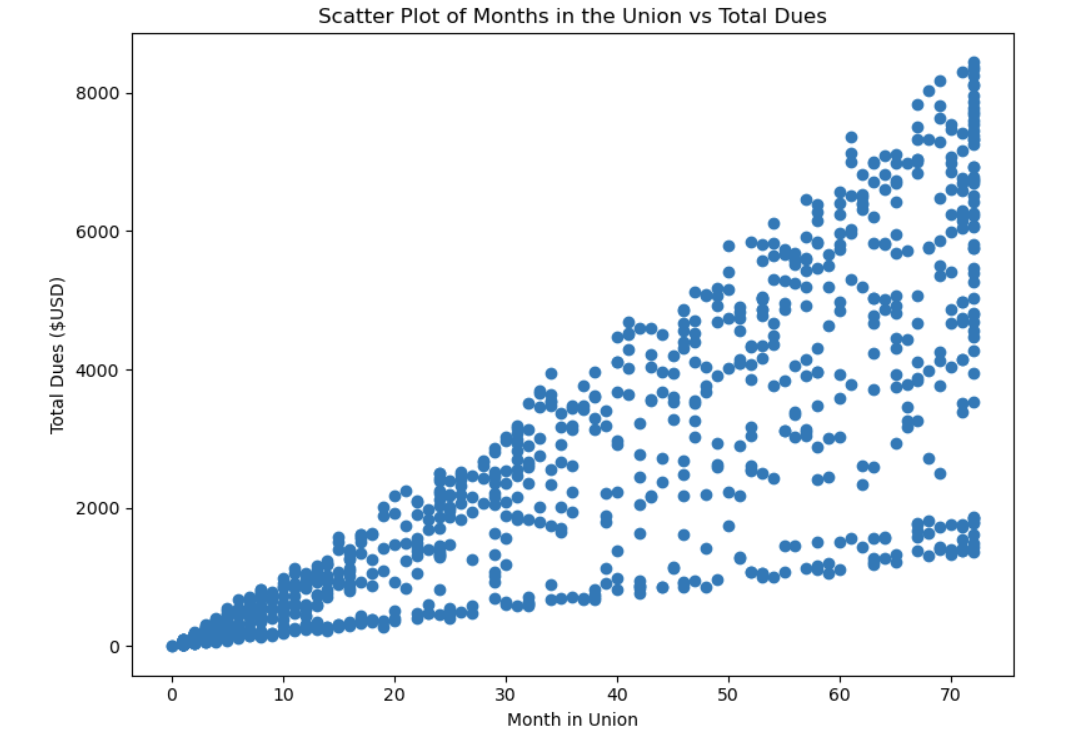 Scatter Plot of Months in the Union vs Total Dues
8000
6000
4000
2000
0
Total Dues ($USD)
0 10 20 30 40 50 60 70
Month in Union